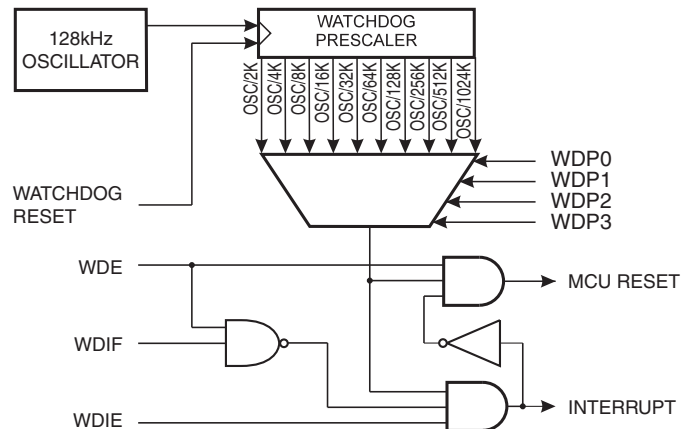 128kHz
OSCILLATOR
WATCHDOG
PRESCALER
OSC/2K
OSC/4K
OSC/8K
OSC/16K
OSC/32K
OSC/64K
OSC/128K
OSC/256K
OSC/512K
OSC/1024K
WDP0
WDP1
WDP2
WDP3
WATCHDOG
RESET
WDE
MCU RESET
WDIF
INTERRUPT
WDIE